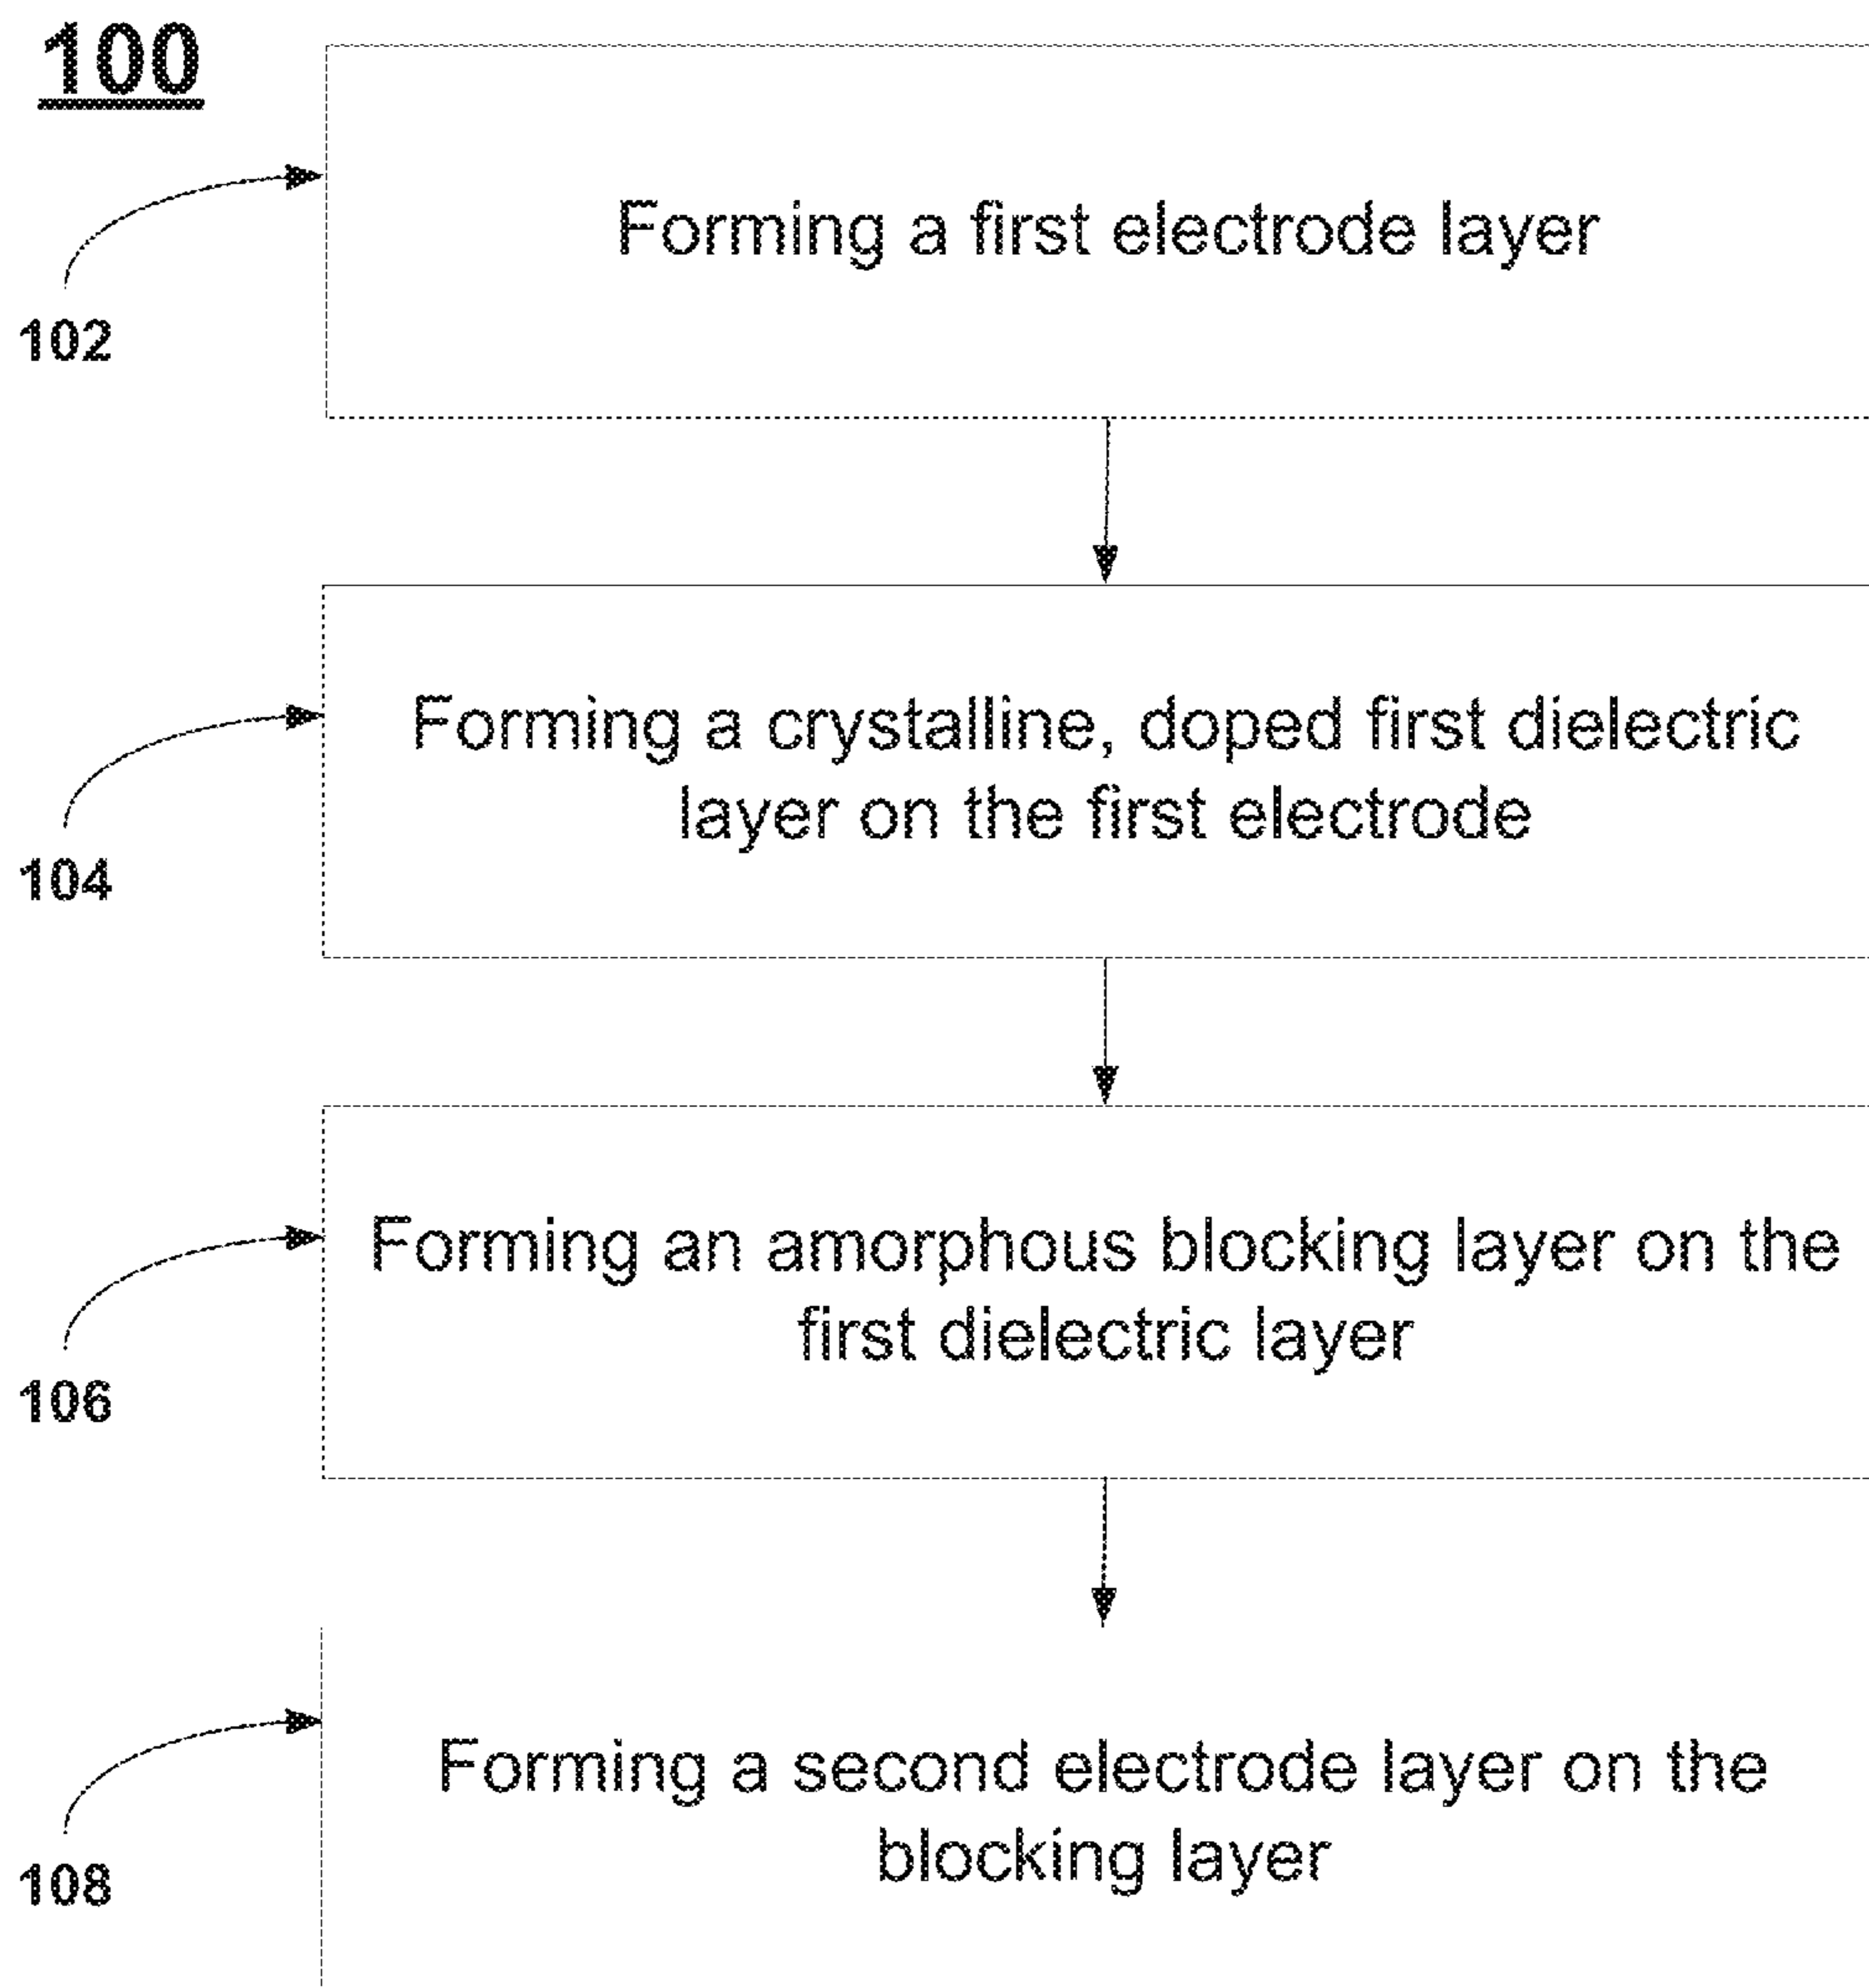 100
Forming a first electrode layer
102
Forming a crystalline, doped first dielectric
layer on the first electrode
104
Forming an amorphous blocking layer on the
first dielectric layer
106
Forming a second electrode layer on the
blocking layer
108